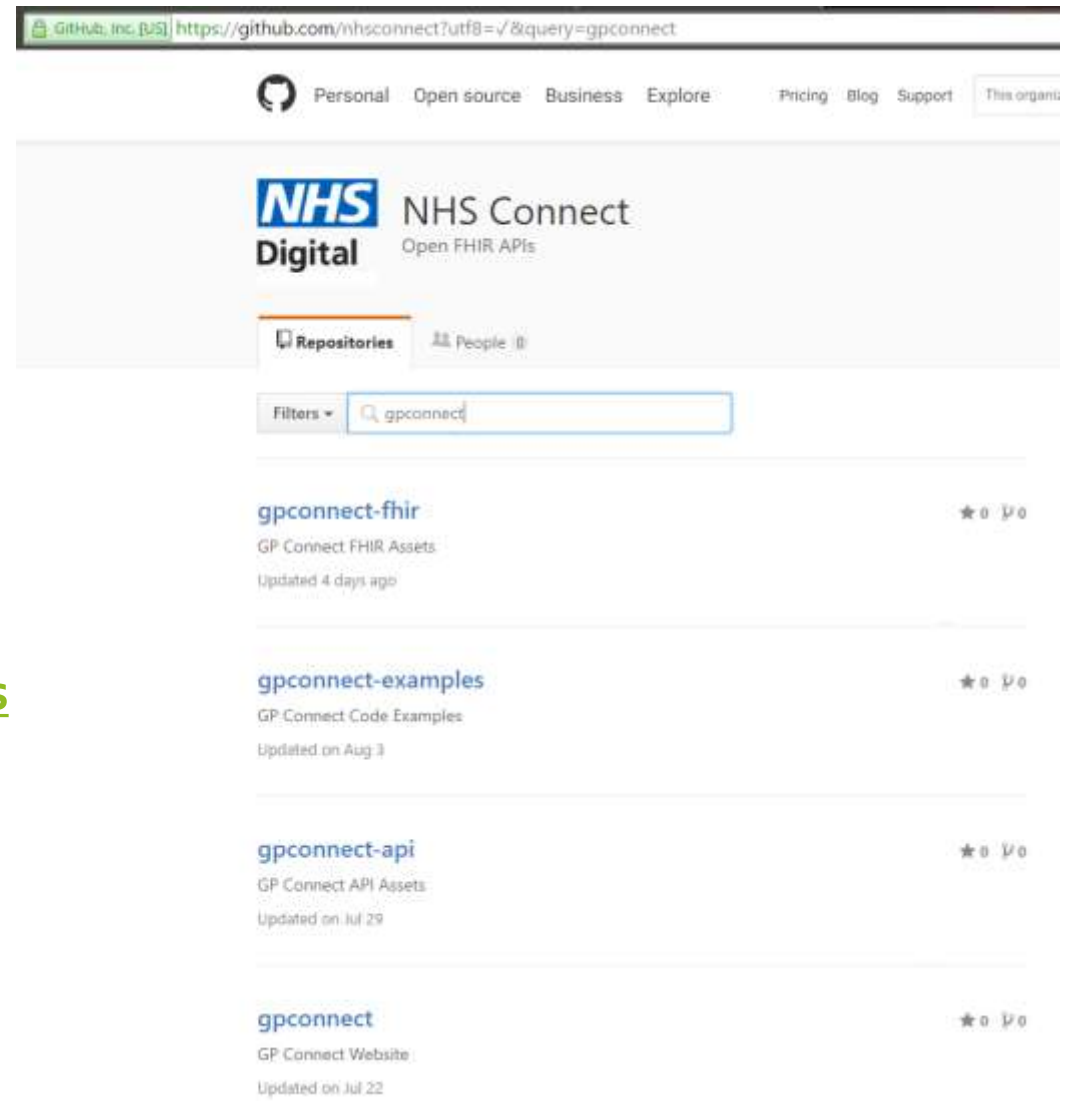 GitHub, Inc. [US] https://github.com/nhsconnect?utf8=✓&query=gpconnect
Personal Open source Business Explore Pricing Blog Support This organiz
NHS
Digital
NHS Connect
Open FHIR APIs
Repositories People 0
Filters gpconnect
gpconnect-fhir 0 0
GP Connect FHIR Assets
Updated 4 days ago
s
gpconnect-examples 0 0
GP Connect Code Examples
Updated on Aug 3
gpconnect-api 0 0
GP Connect API Assets
Updated on Jul 29
gpconnect 0 0
GP Connect Website
Updated on Jul 22